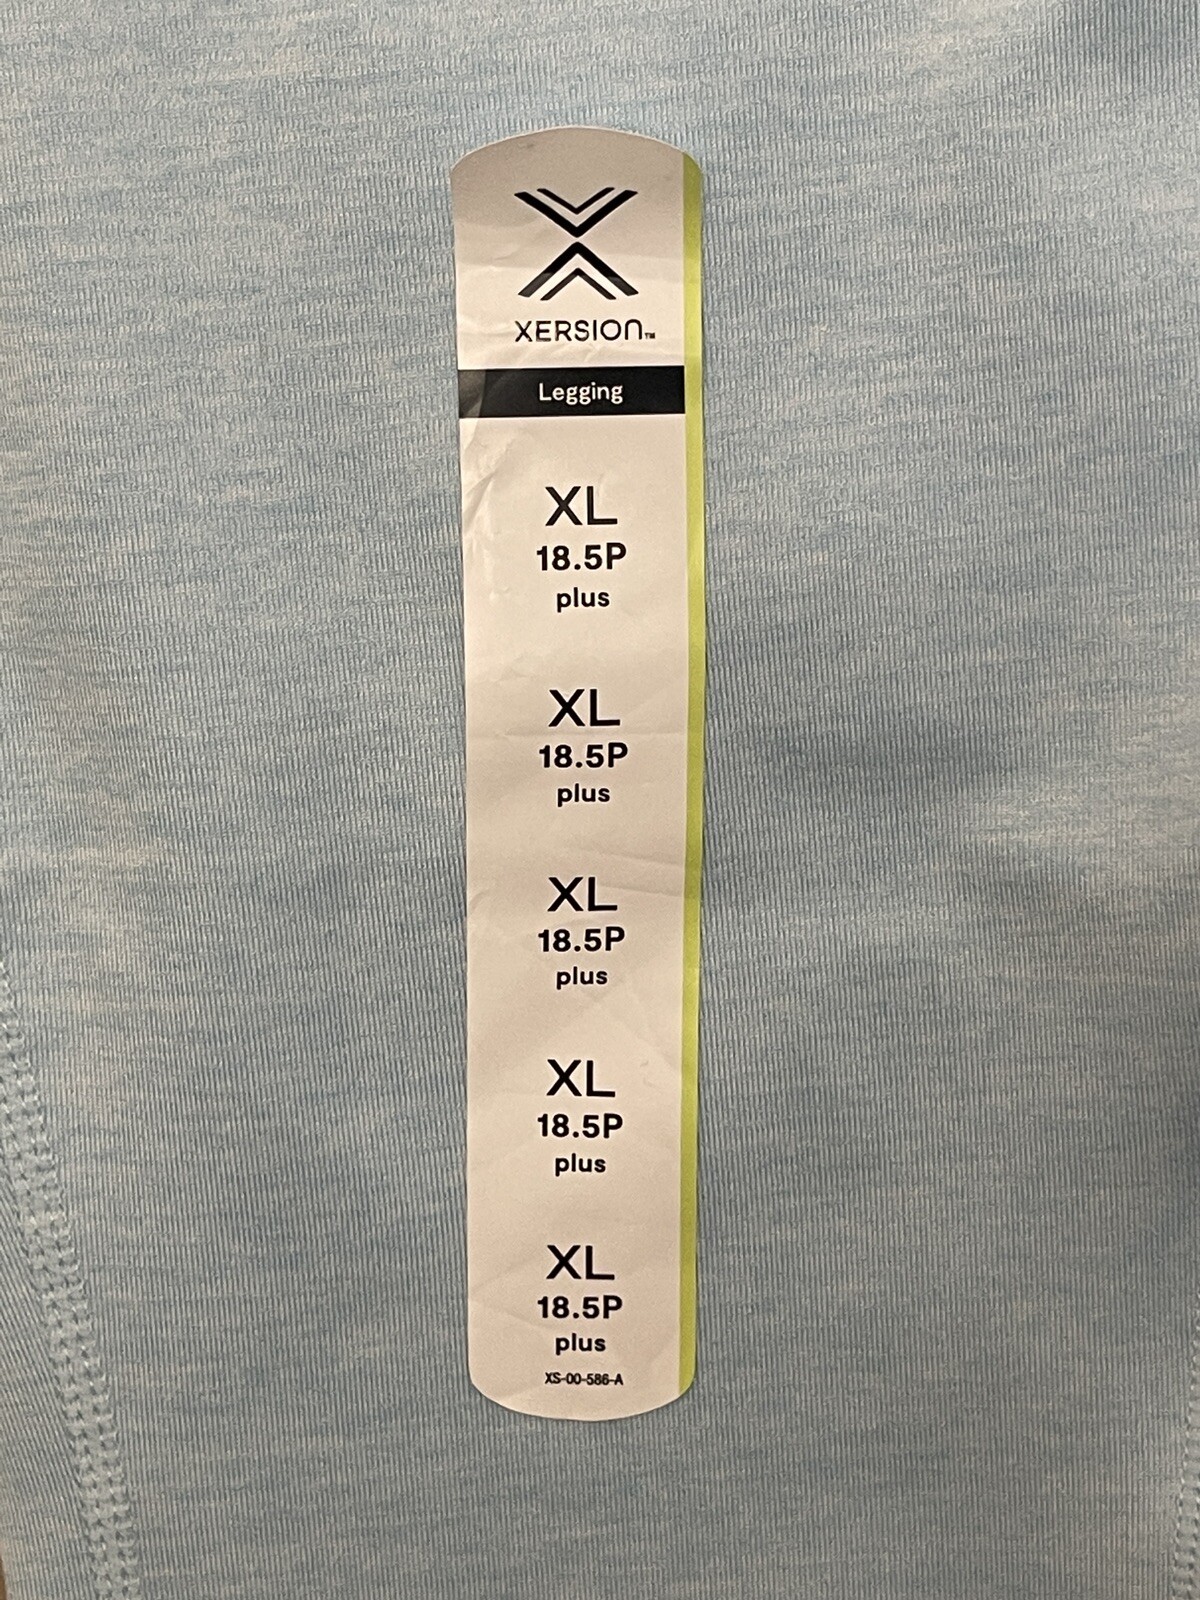 XERSION™
Legging
XL
18.5P
plus
XL
18.5P
plus
XL
18.5P
plus
XL
18.5P
plus
XL
18.5P
plus
XS-00-586-A